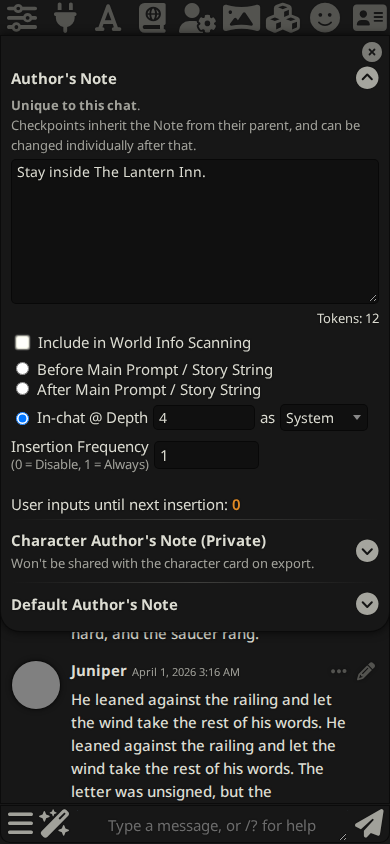 Author's Note
Unique to this chat.
Checkpoints inherit the Note from their parent, and can be
changed individually after that.
Stay inside The Lantern Inn.
Tokens: 12
Include in World Info Scanning
Before Main Prompt / Story String
After Main Prompt / Story String
In-chat @ Depth 4 as System
Insertion Frequency
(0 = Disable, 1 = Always) 1
User inputs until next insertion: 0
Character Author's Note (Private)
Won't be shared with the character card on export.
Default Author's Note
hard, and the saucer rang.
Juniper April 1, 2026 3:16 AM
He leaned against the railing and let
the wind take the rest of his words. He
leaned against the railing and let the
wind take the rest of his words. The
letter was unsigned, but the
Type a message, or /? for help